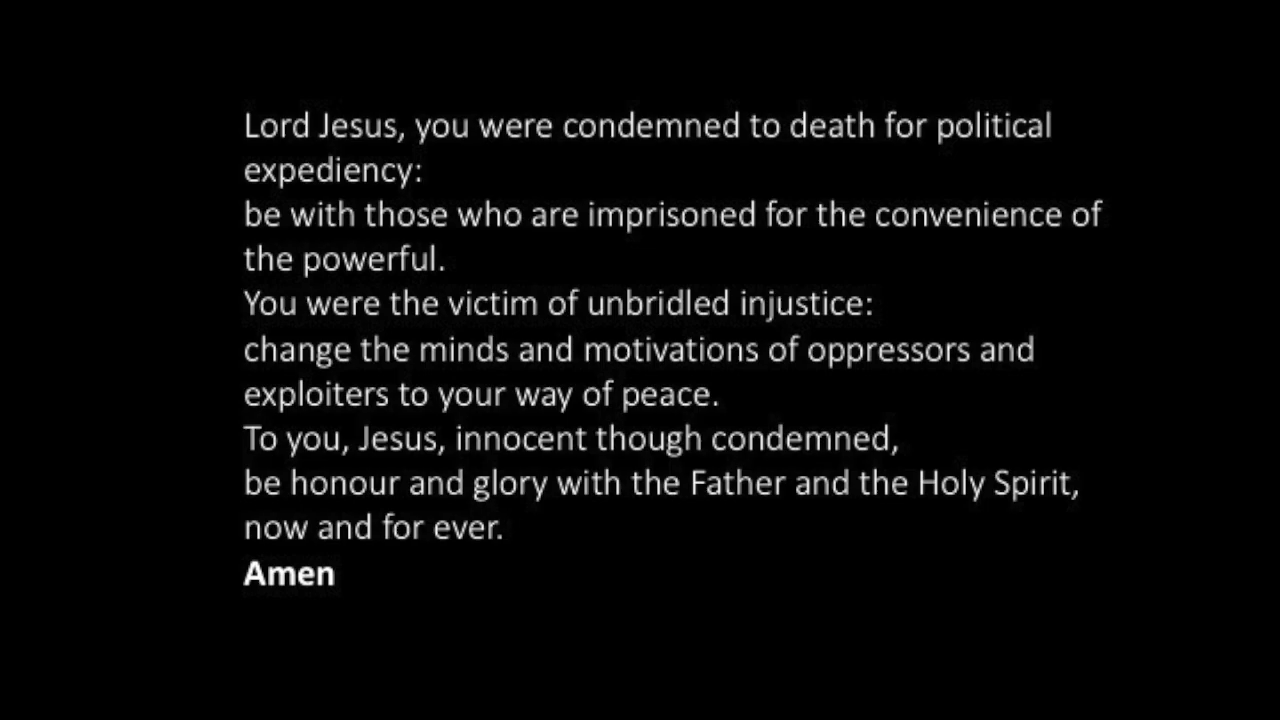 Lord Jesus, you were condemned to death for political
expediency:
be with those who are imprisoned for the convenience of
the powerful.
You were the victim of unbridled injustice:
change the minds and motivations of oppressors and
exploiters to your way of peace.
To you, Jesus, innocent though condemned,
be honour and glory with the Father and the Holy Spirit,
now and for ever.
Amen